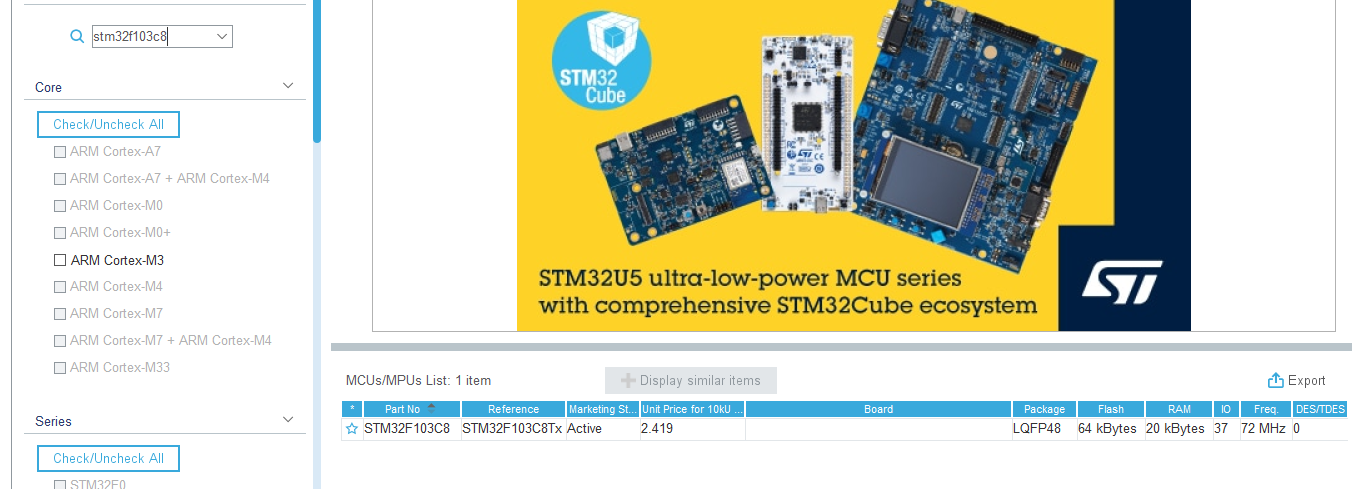 stm32f103c8
Core
Check/Uncheck All
ARM Cortex-A7
ARM Cortex-A7 + ARM Cortex-M4
ARM Cortex-M0
ARM Cortex-M0+
ARM Cortex-M3
ARM Cortex-M4
ARM Cortex-M7
ARM Cortex-M7 + ARM Cortex-M4
ARM Cortex-M33
Series
Check/Uncheck All
STM32F0
STM32
Cube
STM32U5 ultra-low-power MCU series
with comprehensive STM32Cube ecosystem
ST
MCUs/MPUs List: 1 item
Display similar items
Export
* Part No Reference Marketing St... Unit Price for 10kU ... Board Package Flash RAM IO Freq. DES/TDES
STM32F103C8 STM32F103C8Tx Active 2.419 LQFP48 64 kBytes 20 kBytes 37 72 MHz 0